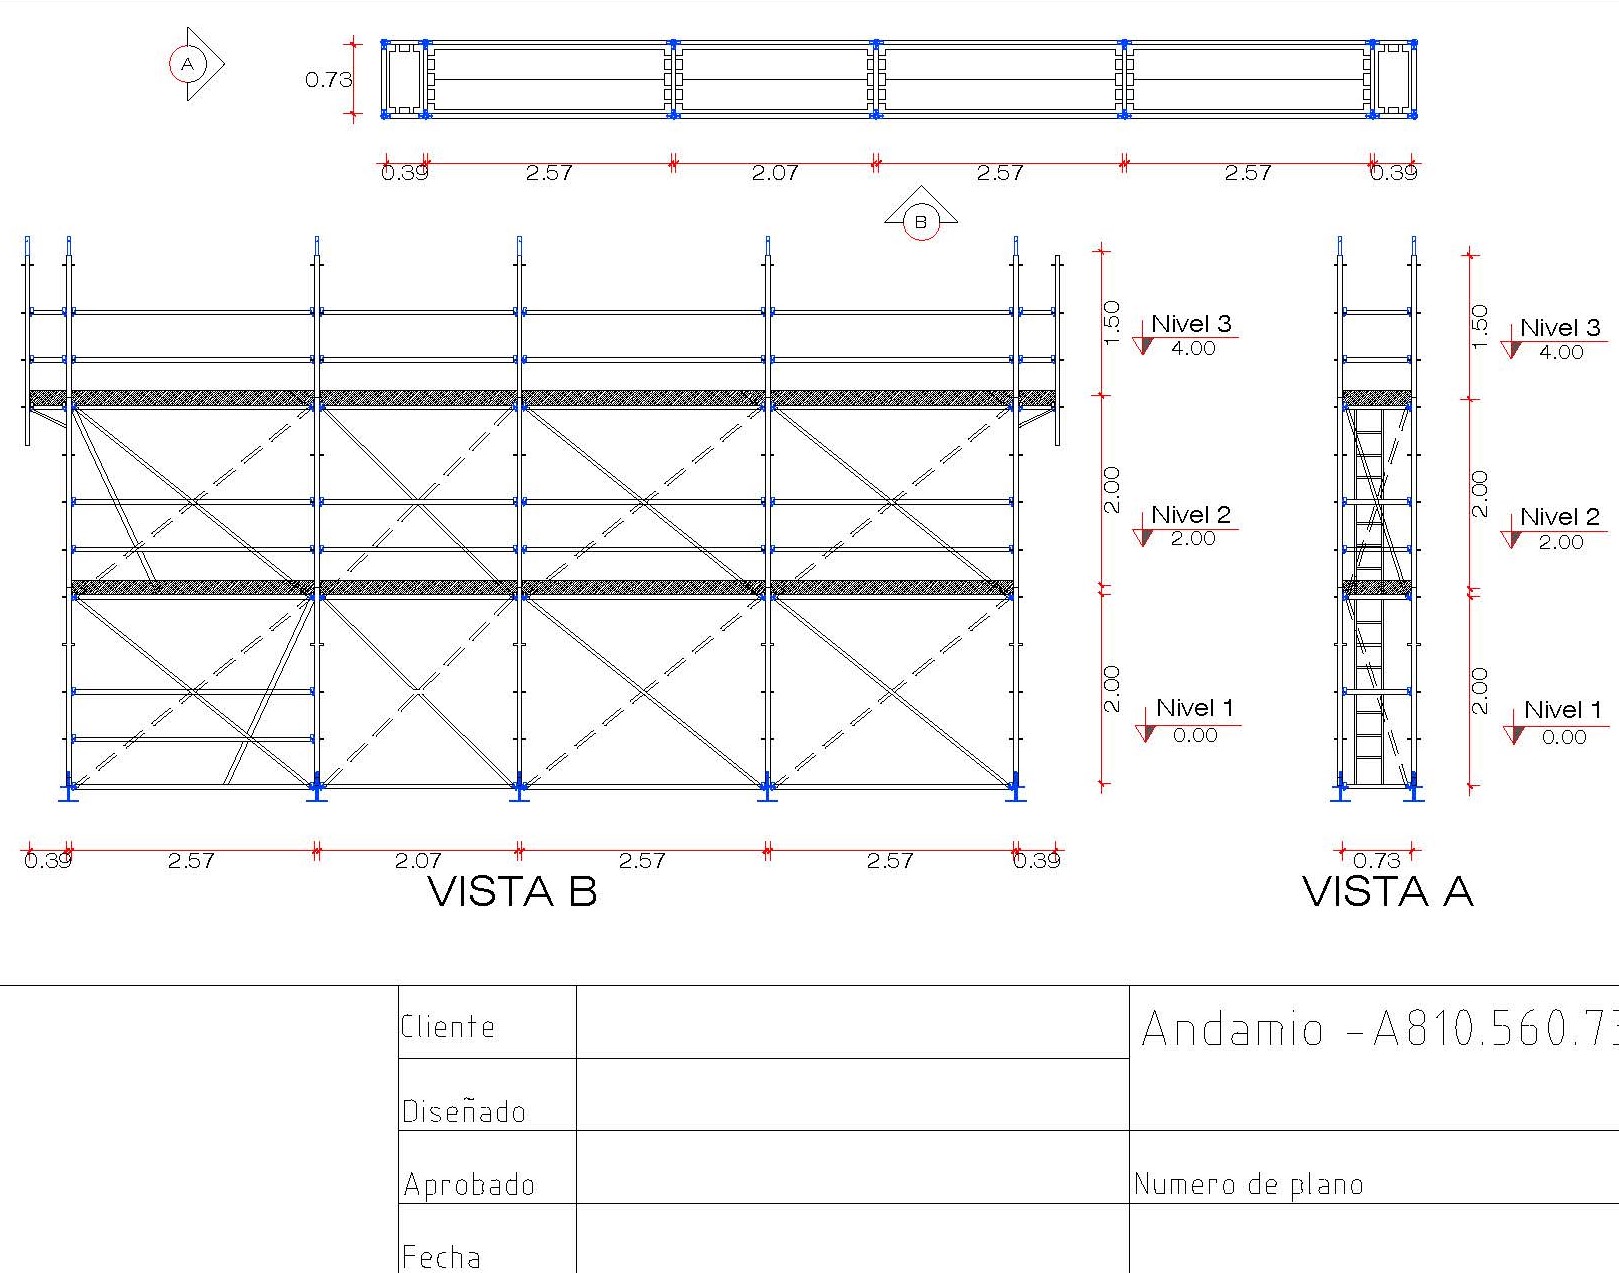 A
0.73
0.39 2.57 2.07 2.57 2.57 0.39
B
1.50
Nivel 3
4.00
2.00
Nivel 2
2.00
2.00
Nivel 1
0.00
1.50
Nivel 3
4.00
2.00
Nivel 2
2.00
2.00
Nivel 1
0.00
0.39 2.57 2.07 2.57 2.57 0.39
0.73
VISTA B
VISTA A
Cliente
Andamio -A810.560.73
Diseñado
Aprobado
Numero de plano
Fecha